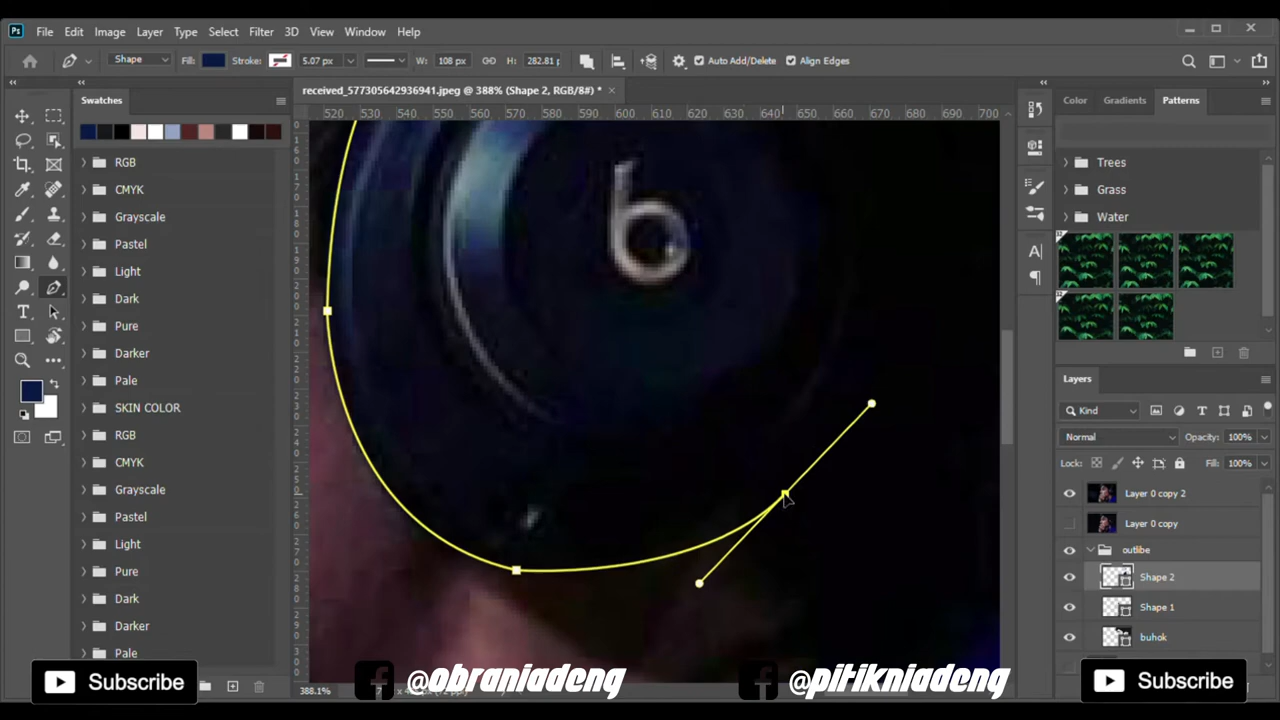 Ps File Edit Image Layer Type Select Filter 3D View Window Help
Shape Fill: Stroke: 5.07 px W: 108 px H: 282.81 p Auto Add/Delete Align Edges
received_577305642936941.jpeg @ 388% (Shape 2, RGB/8#) *
Swatches
RGB
CMYK
Grayscale
Pastel
Light
Dark
Pure
Darker
Pale
SKIN COLOR
RGB
CMYK
Grayscale
Pastel
Light
Pure
Dark
Darker
Pale
520 530 540 550 560 570 580 590 600 610 620 630 640 650 660 670 680 690 700
b
Color Gradients Patterns
Trees
Grass
Water
Layers
Kind
Normal Opacity: 100%
Lock: Fill: 100%
Layer 0 copy 2
Layer 0 copy
outlibe
Shape 2
Shape 1
buhok
388.1%
Subscribe @obraniadeng @pitikniadeng Subscribe